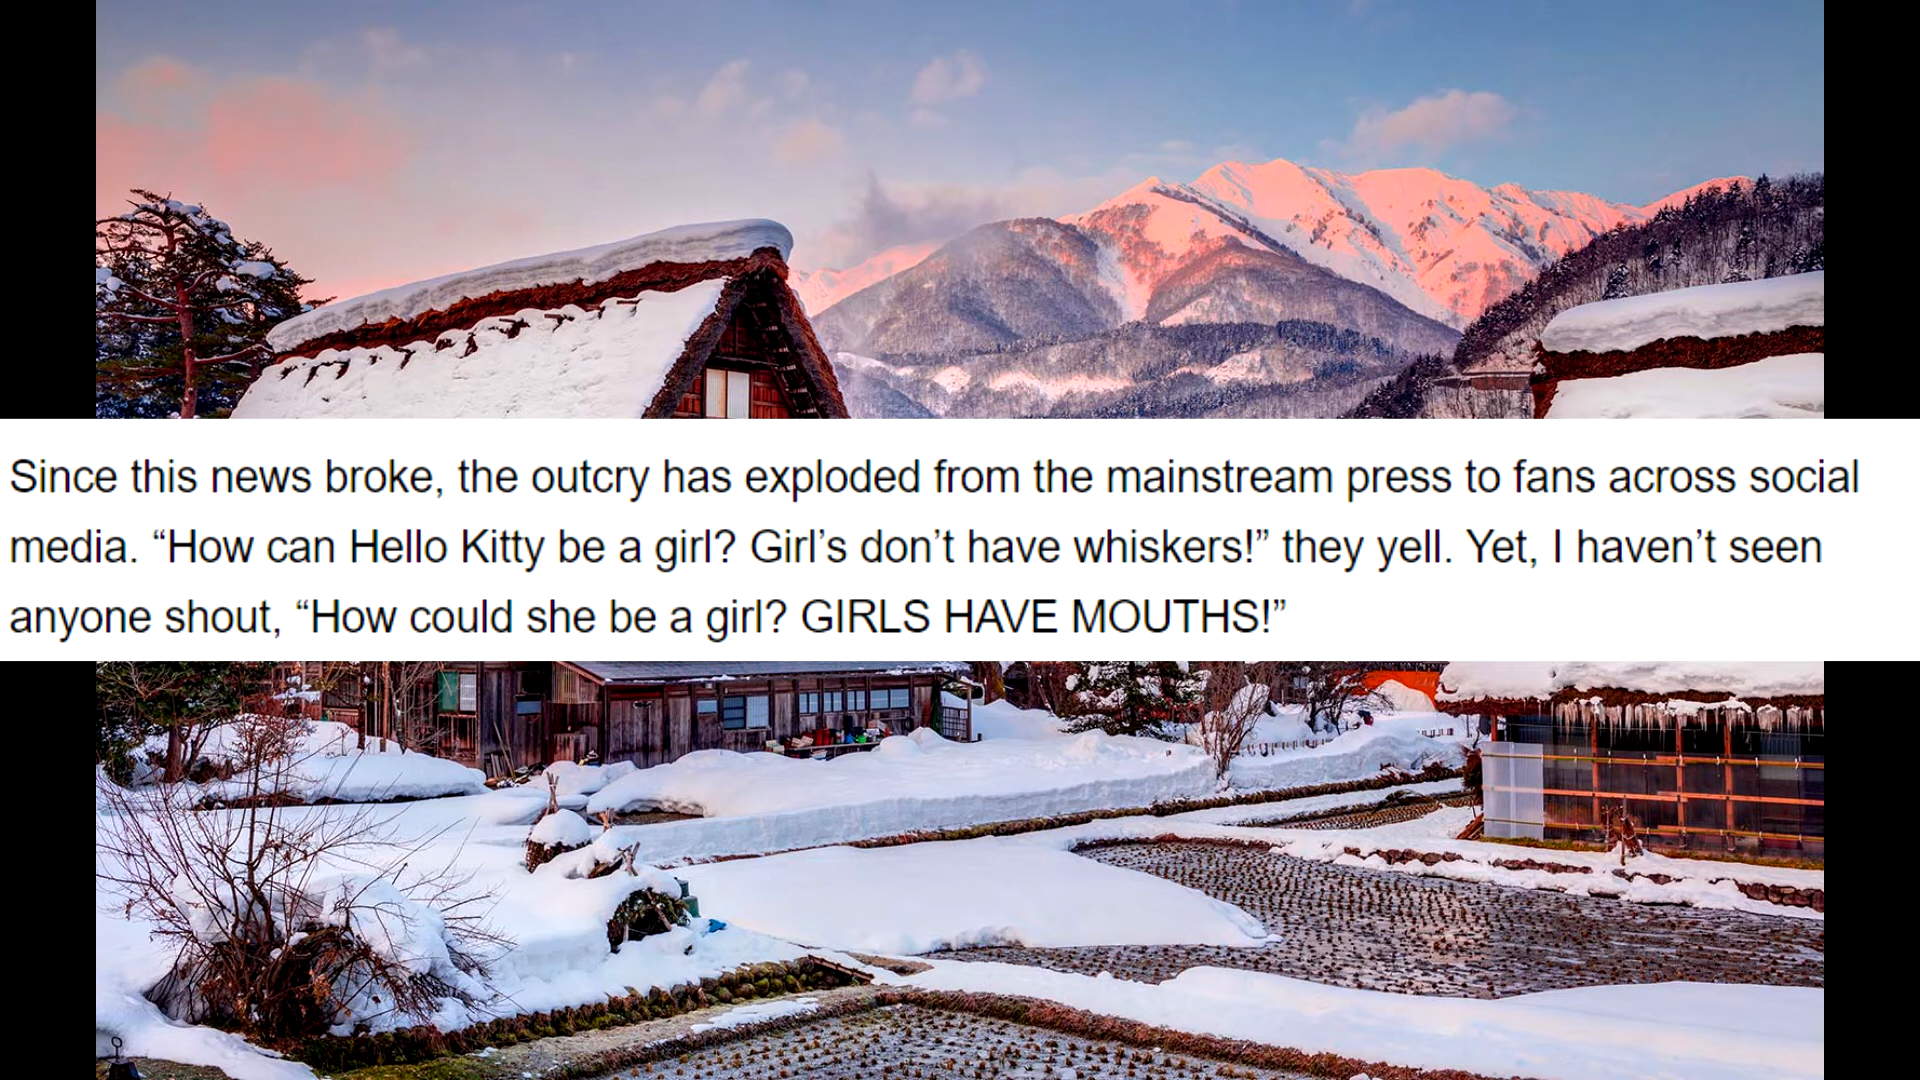 Since this news broke, the outcry has exploded from the mainstream press to fans across social
media. “How can Hello Kitty be a girl? Girl’s don’t have whiskers!” they yell. Yet, I haven’t seen
anyone shout, “How could she be a girl? GIRLS HAVE MOUTHS!”